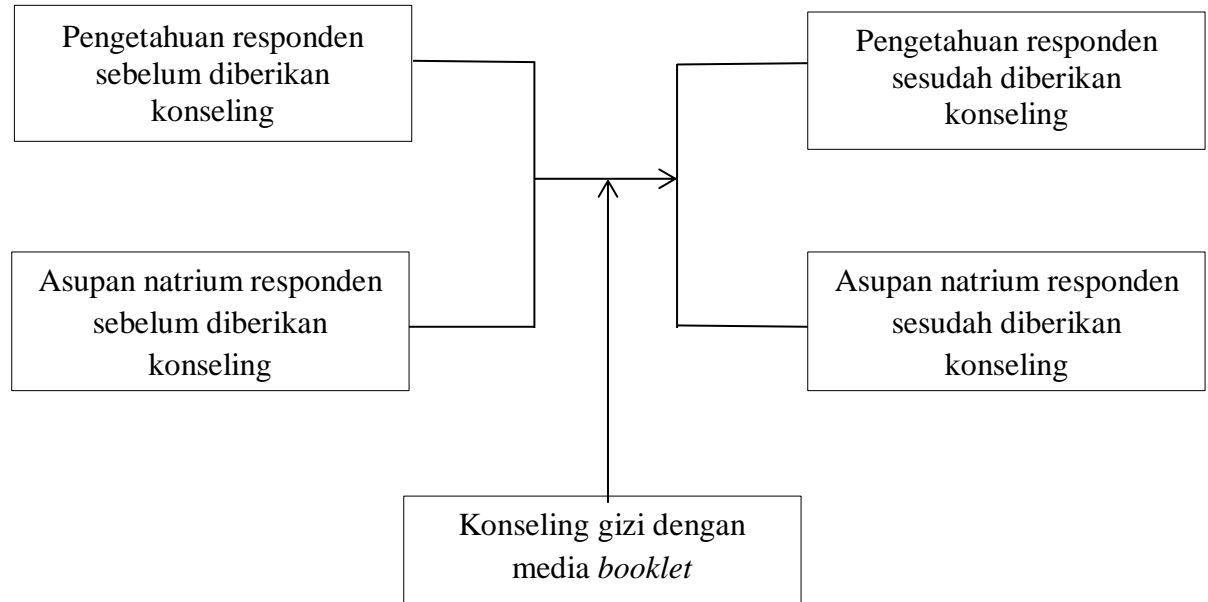 Pengetahuan responden
sebelum diberikan
konseling
Pengetahuan responden
sesudah diberikan
konseling
Asupan natrium responden
sebelum diberikan
konseling
Asupan natrium responden
sesudah diberikan
konseling
Konseling gizi dengan
media booklet